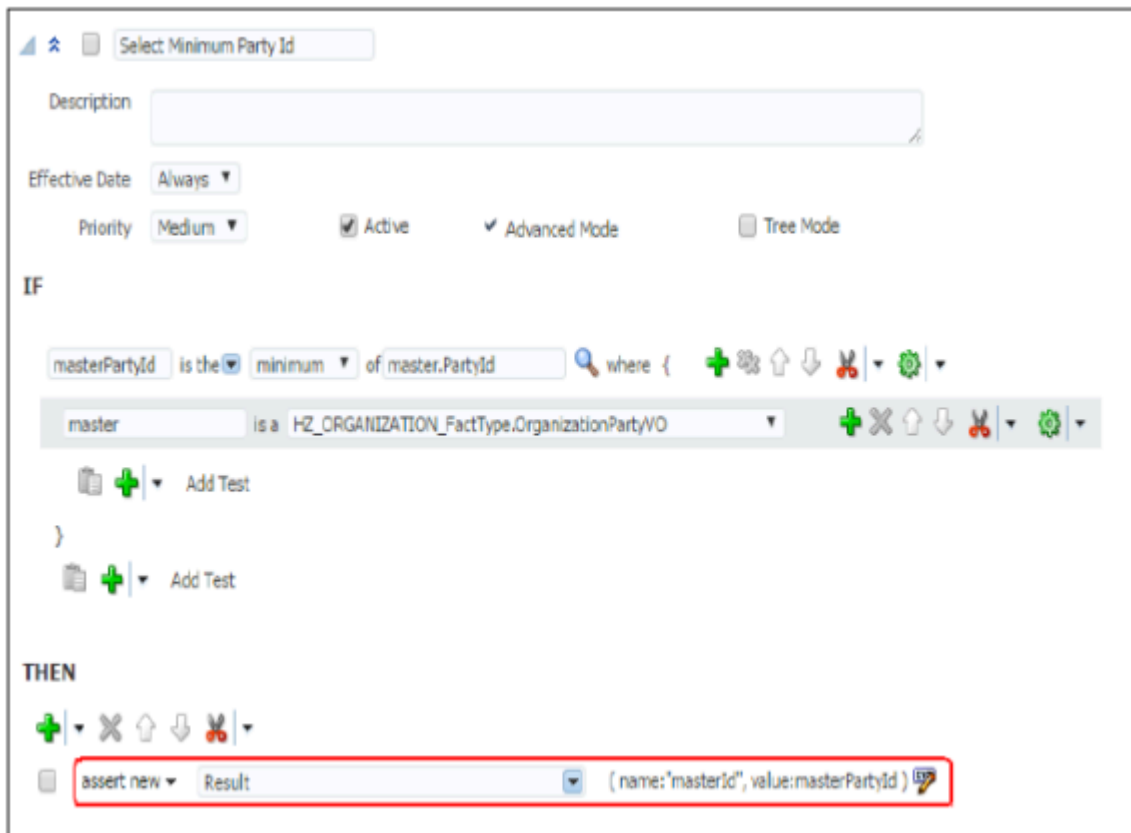 Select Minimum Party Id
Description
Effective Date Always
Priority Medium Active Advanced Mode Tree Mode
IF
masterPartyId is the minimum of master.PartyId where {
master is a HZ_ORGANIZATION_FactType.OrganizationPartyVO
Add Test
}
Add Test
THEN
assert new Result ( name:"masterId", value:masterPartyId )